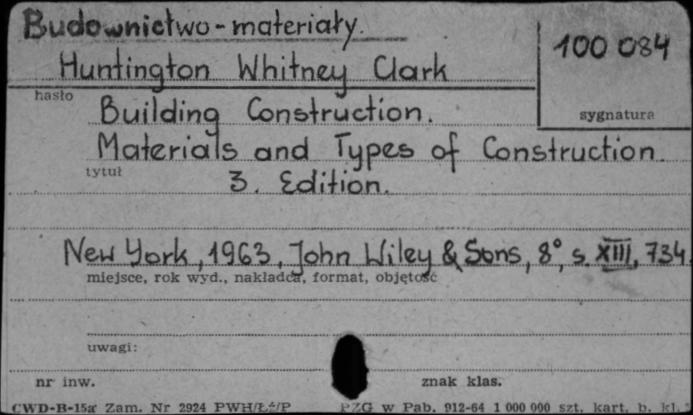 Budownictwo - materiały.
100 084
Huntington Whitney Clark
hasło
sygnatura
Building Construction.
Materials and Types of Construction.
tytuł
3. Edition.
New York, 1963, John Wiley & Sons, 8°, s. XIII, 734.
miejsce, rok wyd., nakładca, format, objętość
uwagi:
nr inw. znak klas.
CWD-B-15a Zam. Nr 2924 PZG w Pab. 912-64 1 000 000 szt. kart. b. kl.